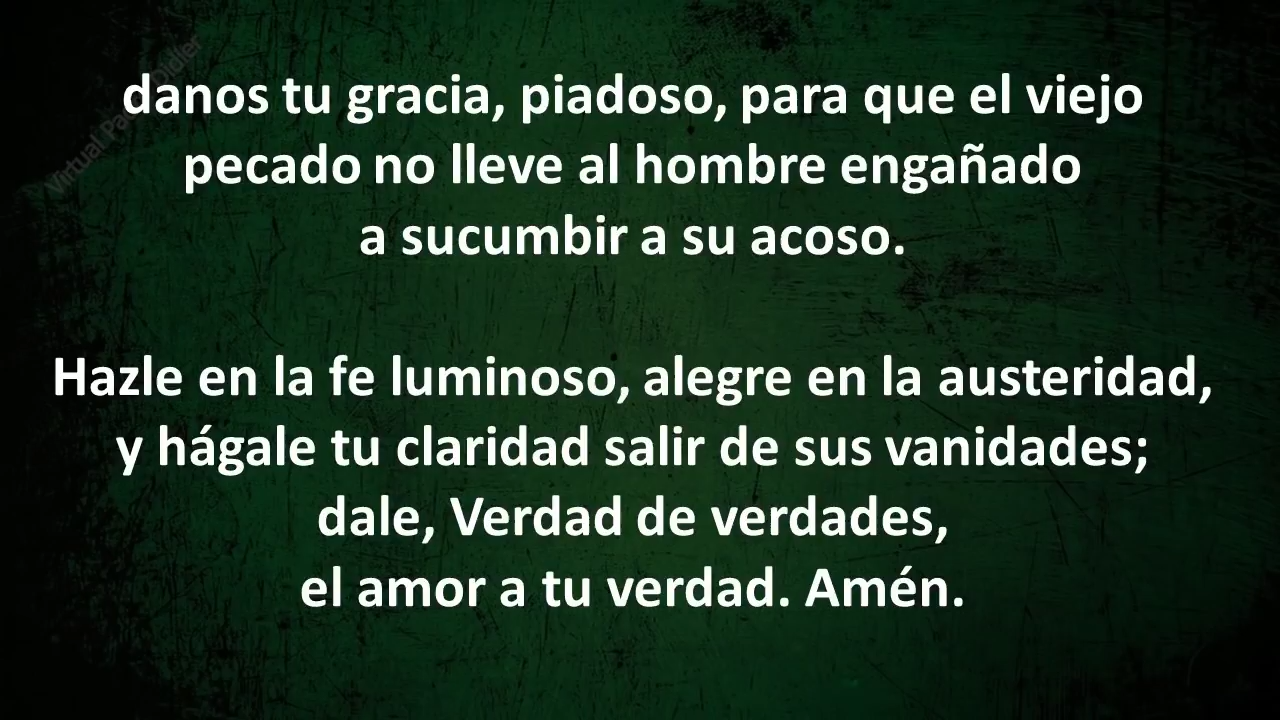 danos tu gracia, piadoso, para que el viejo
pecado no lleve al hombre engañado
a sucumbir a su acoso.
Hazle en la fe luminoso, alegre en la austeridad,
y hágale tu claridad salir de sus vanidades;
dale, Verdad de verdades,
el amor a tu verdad. Amén.
Virtual Didier